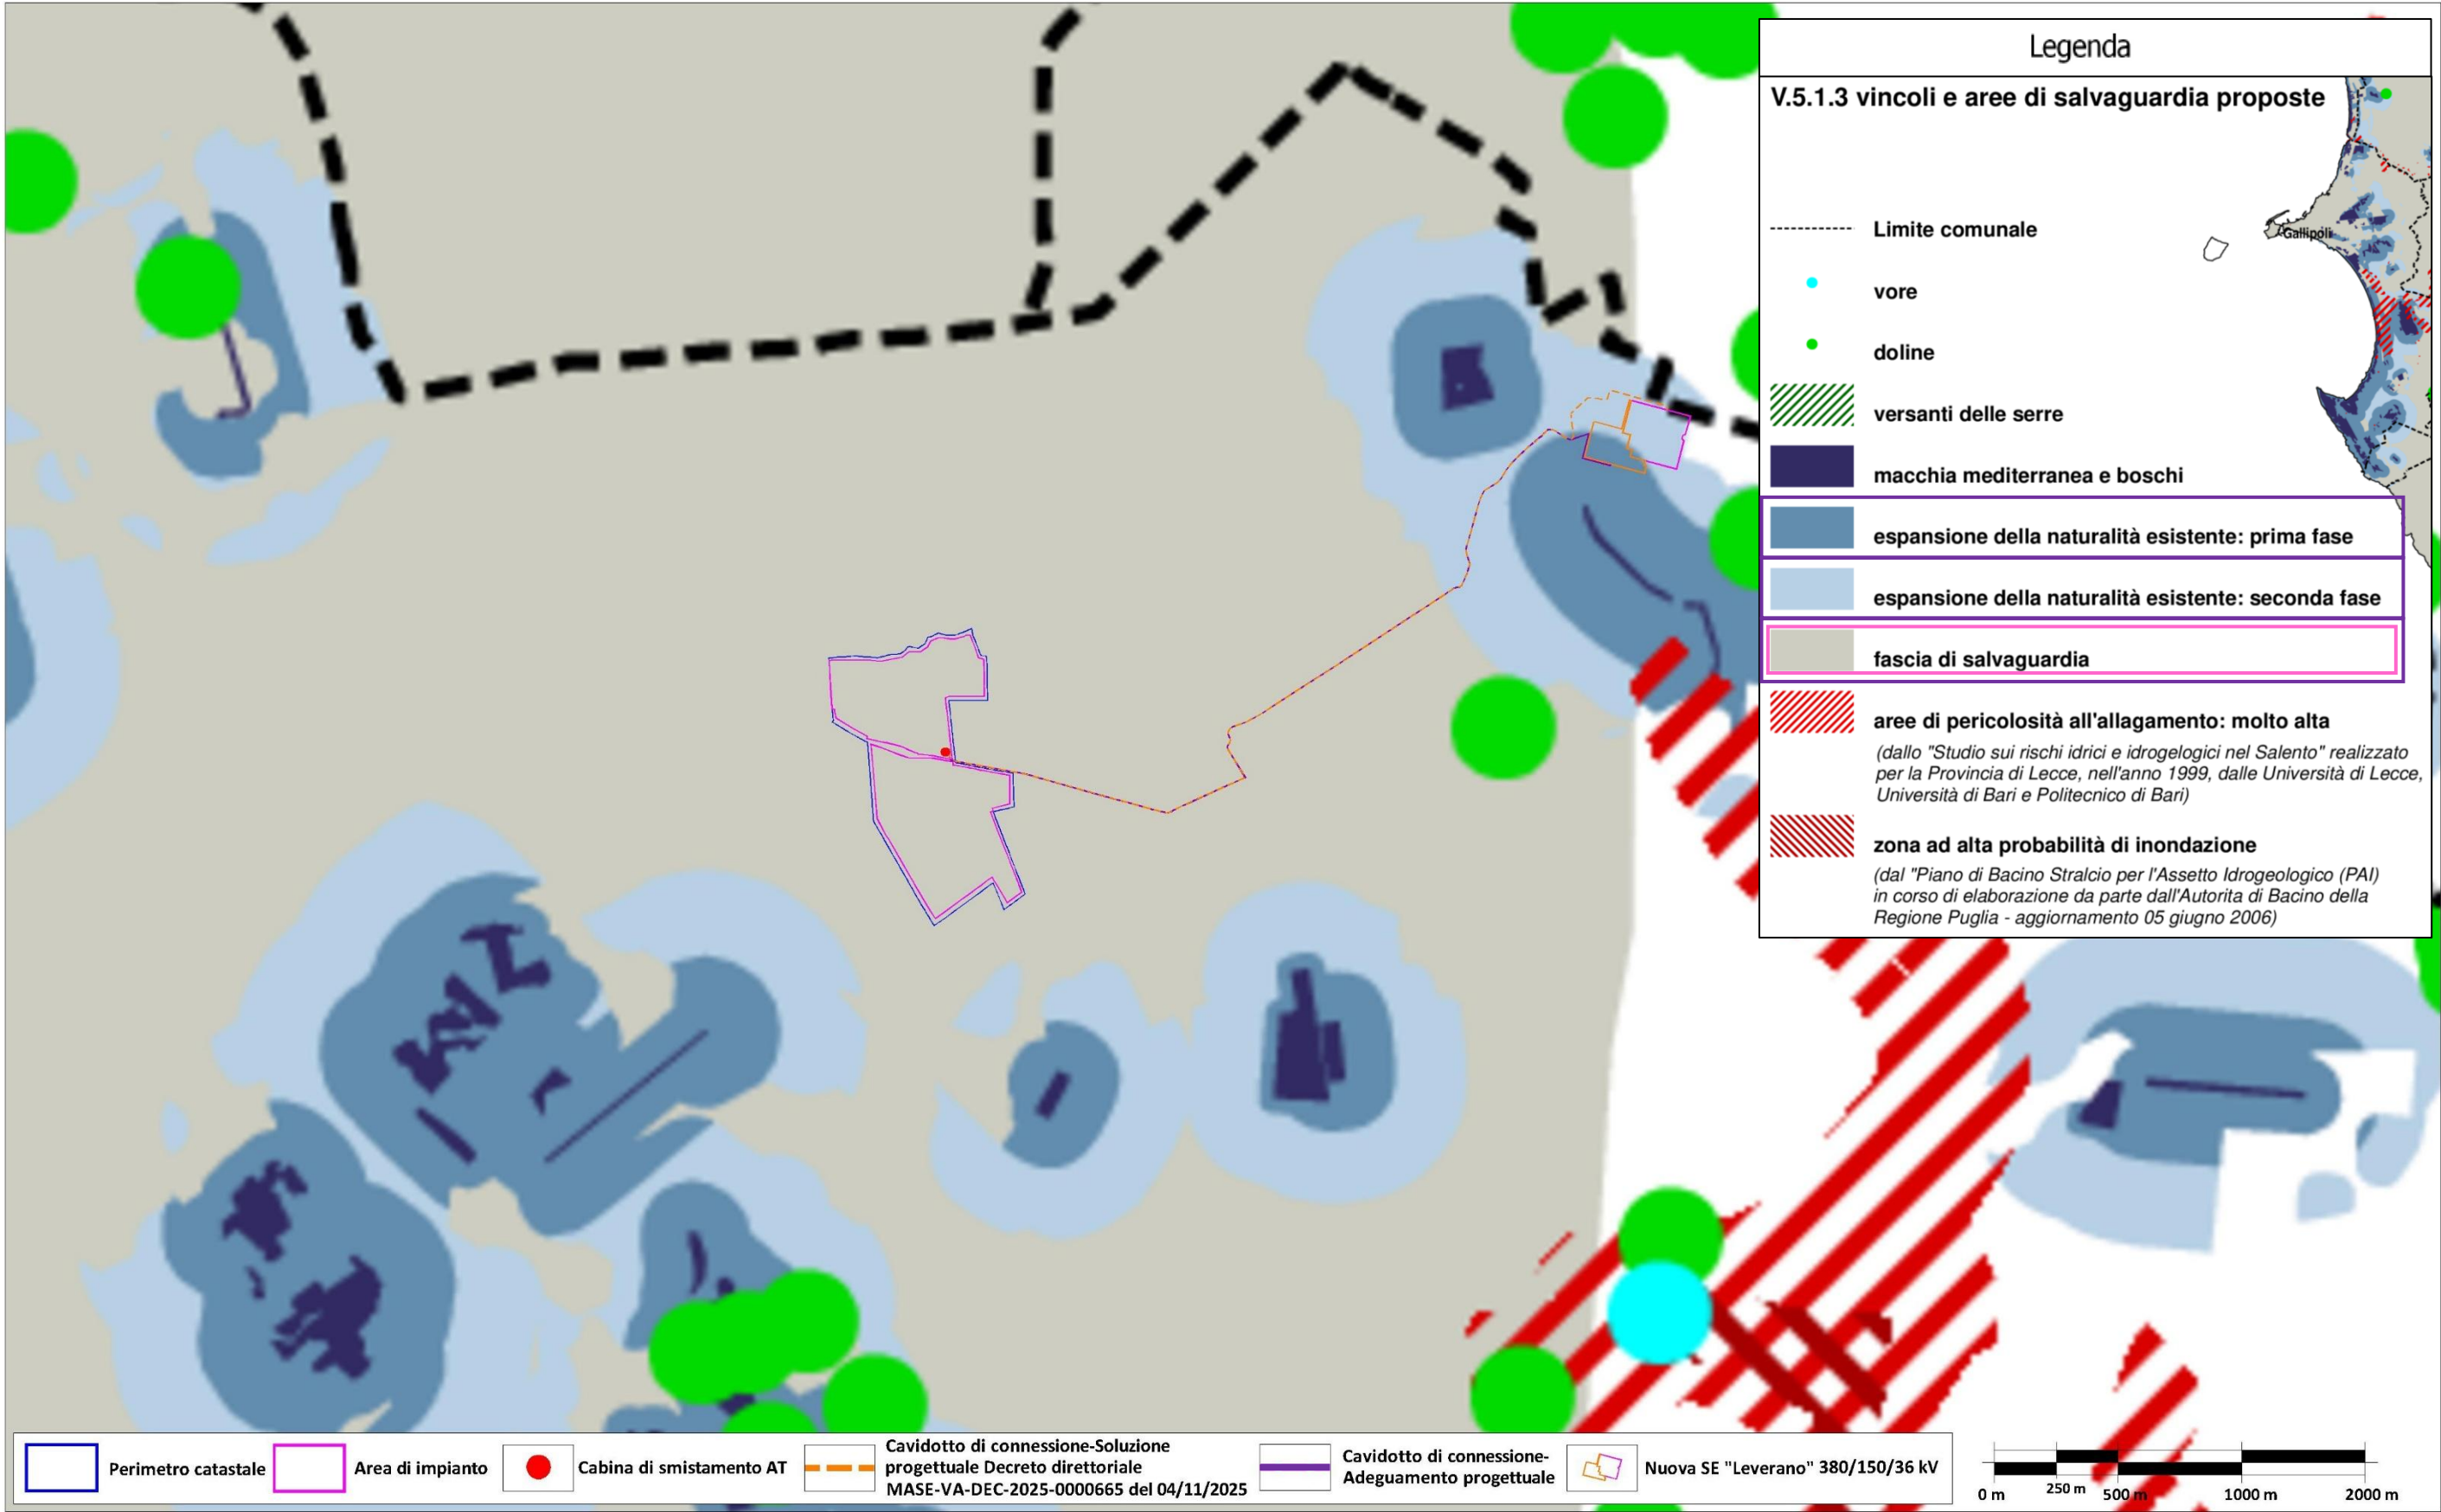 Legenda
V.5.1.3 vincoli e aree di salvaguardia proposte
Gallipoli
Limite comunale
vore
doline
versanti delle serre
macchia mediterranea e boschi
espansione della naturalità esistente: prima fase
espansione della naturalità esistente: seconda fase
fascia di salvaguardia
aree di pericolosità all'allagamento: molto alta
(dallo "Studio sui rischi idrici e idrogelogici nel Salento" realizzato
per la Provincia di Lecce, nell'anno 1999, dalle Università di Lecce,
Università di Bari e Politecnico di Bari)
zona ad alta probabilità di inondazione
(dal "Piano di Bacino Stralcio per l'Assetto Idrogeologico (PAI)
in corso di elaborazione da parte dall'Autorita di Bacino della
Regione Puglia - aggiornamento 05 giugno 2006)
Perimetro catastale
Area di impianto
Cabina di smistamento AT
Cavidotto di connessione-Soluzione
progettuale Decreto direttoriale
MASE-VA-DEC-2025-0000665 del 04/11/2025
Cavidotto di connessione-
Adeguamento progettuale
Nuova SE "Leverano" 380/150/36 kV
0 m
250 m
500 m
1000 m
2000 m